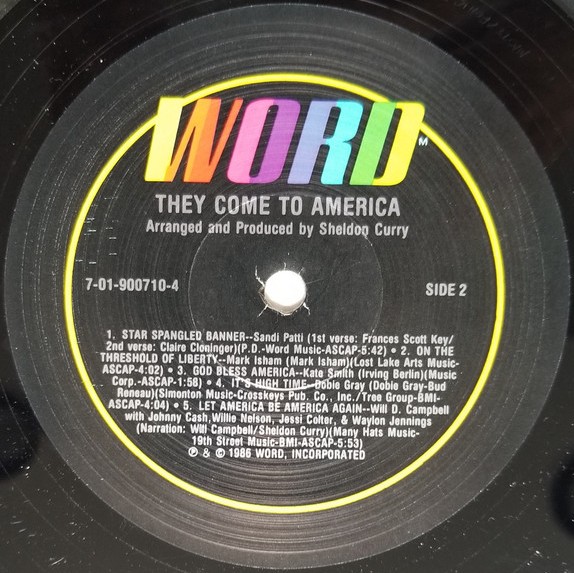 WORD
TM
THEY COME TO AMERICA
Arranged and Produced by Sheldon Curry
7-01-900710-4
SIDE 2
1. STAR SPANGLED BANNER--Sandi Patti (1st verse: Frances Scott Key/
2nd verse: Claire Cloninger)(P.D.-Word Music-ASCAP-5:42) • 2. ON THE
THRESHOLD OF LIBERTY--Mark Isham (Mark Isham)(Lost Lake Arts Music-
ASCAP-4:02) • 3. GOD BLESS AMERICA--Kate Smith (Irving Berlin)(Music
Corp.-ASCAP-1:58) • 4. IT'S HIGH TIME--Dobie Gray (Dobie Gray-Bud
Reneau)(Simonton Music-Crosskeys Pub. Co., Inc./Tree Group-BMI-
ASCAP-4:04) • 5. LET AMERICA BE AMERICA AGAIN--Will D. Campbell
with Johnny Cash, Willie Nelson, Jessi Colter, & Waylon Jennings
(Narration: Will Campbell/Sheldon Curry)(Many Hats Music-
19th Street Music-BMI-ASCAP-5:53)
℗ & © 1986 WORD, INCORPORATED